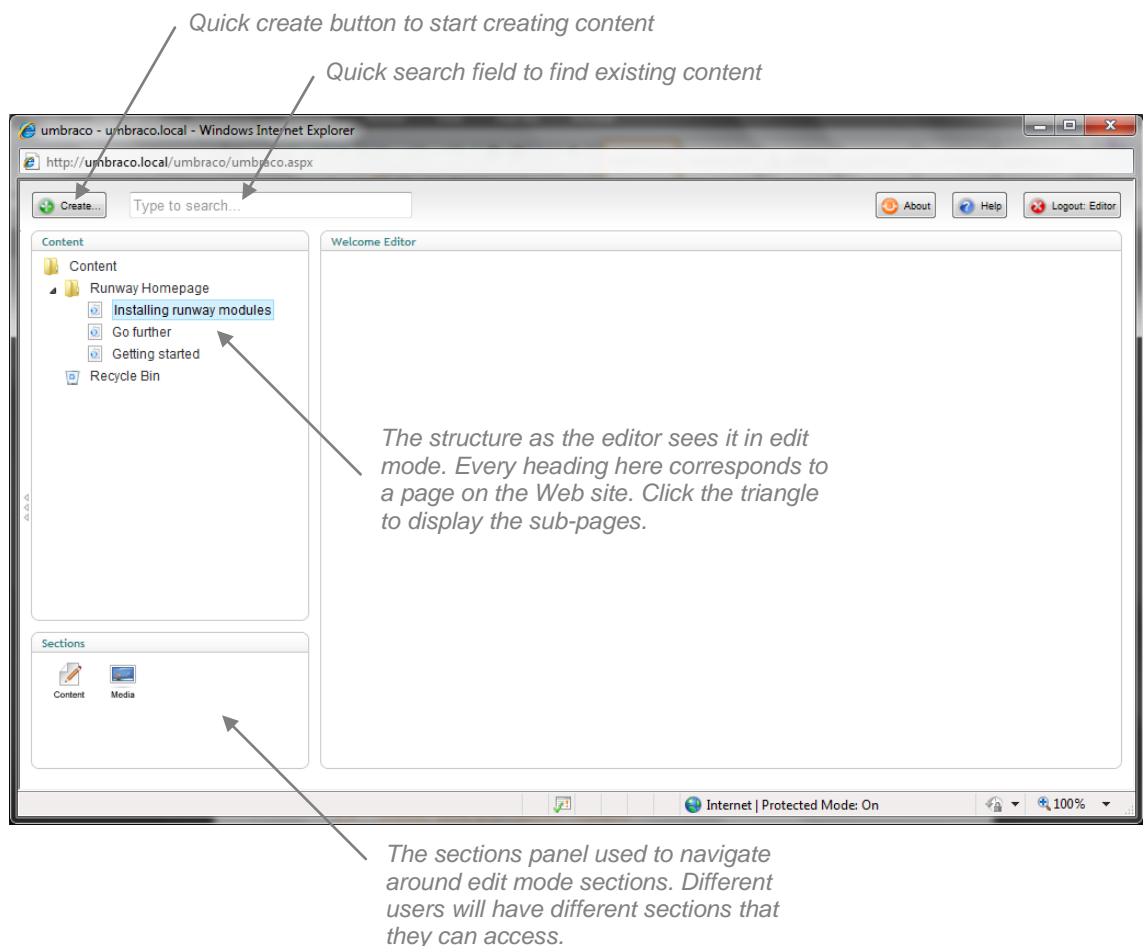 Quick create button to start creating content
Quick search field to find existing content
umbraco - umbraco.local - Windows Internet Explorer
http://umbraco.local/umbraco/umbraco.aspx
Create...
Type to search...
About
Help
Logout: Editor
Content
Welcome Editor
Content
Runway Homepage
Installing runway modules
Go further
Getting started
Recycle Bin
The structure as the editor sees it in edit
mode. Every heading here corresponds to
a page on the Web site. Click the triangle
to display the sub-pages.
Sections
Content
Media
Internet | Protected Mode: On
100%
The sections panel used to navigate
around edit mode sections. Different
users will have different sections that
they can access.